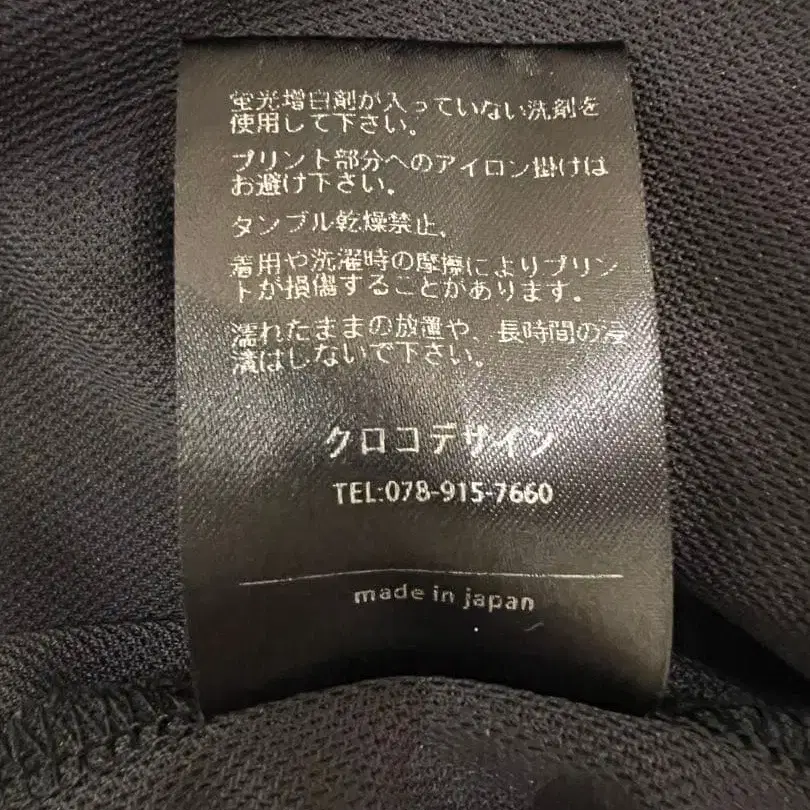 蛍光増白剤が入っていない洗剤を
使用して下さい。
プリント部分へのアイロン掛けは
お避け下さい。
タンブル乾燥禁止。
着用や洗濯時の摩擦によりプリン
トが損傷することがあります。
濡れたままの放置や、長時間の浸
漬はしないで下さい。
クロコデザイン
TEL:078-915-7660
made in japan